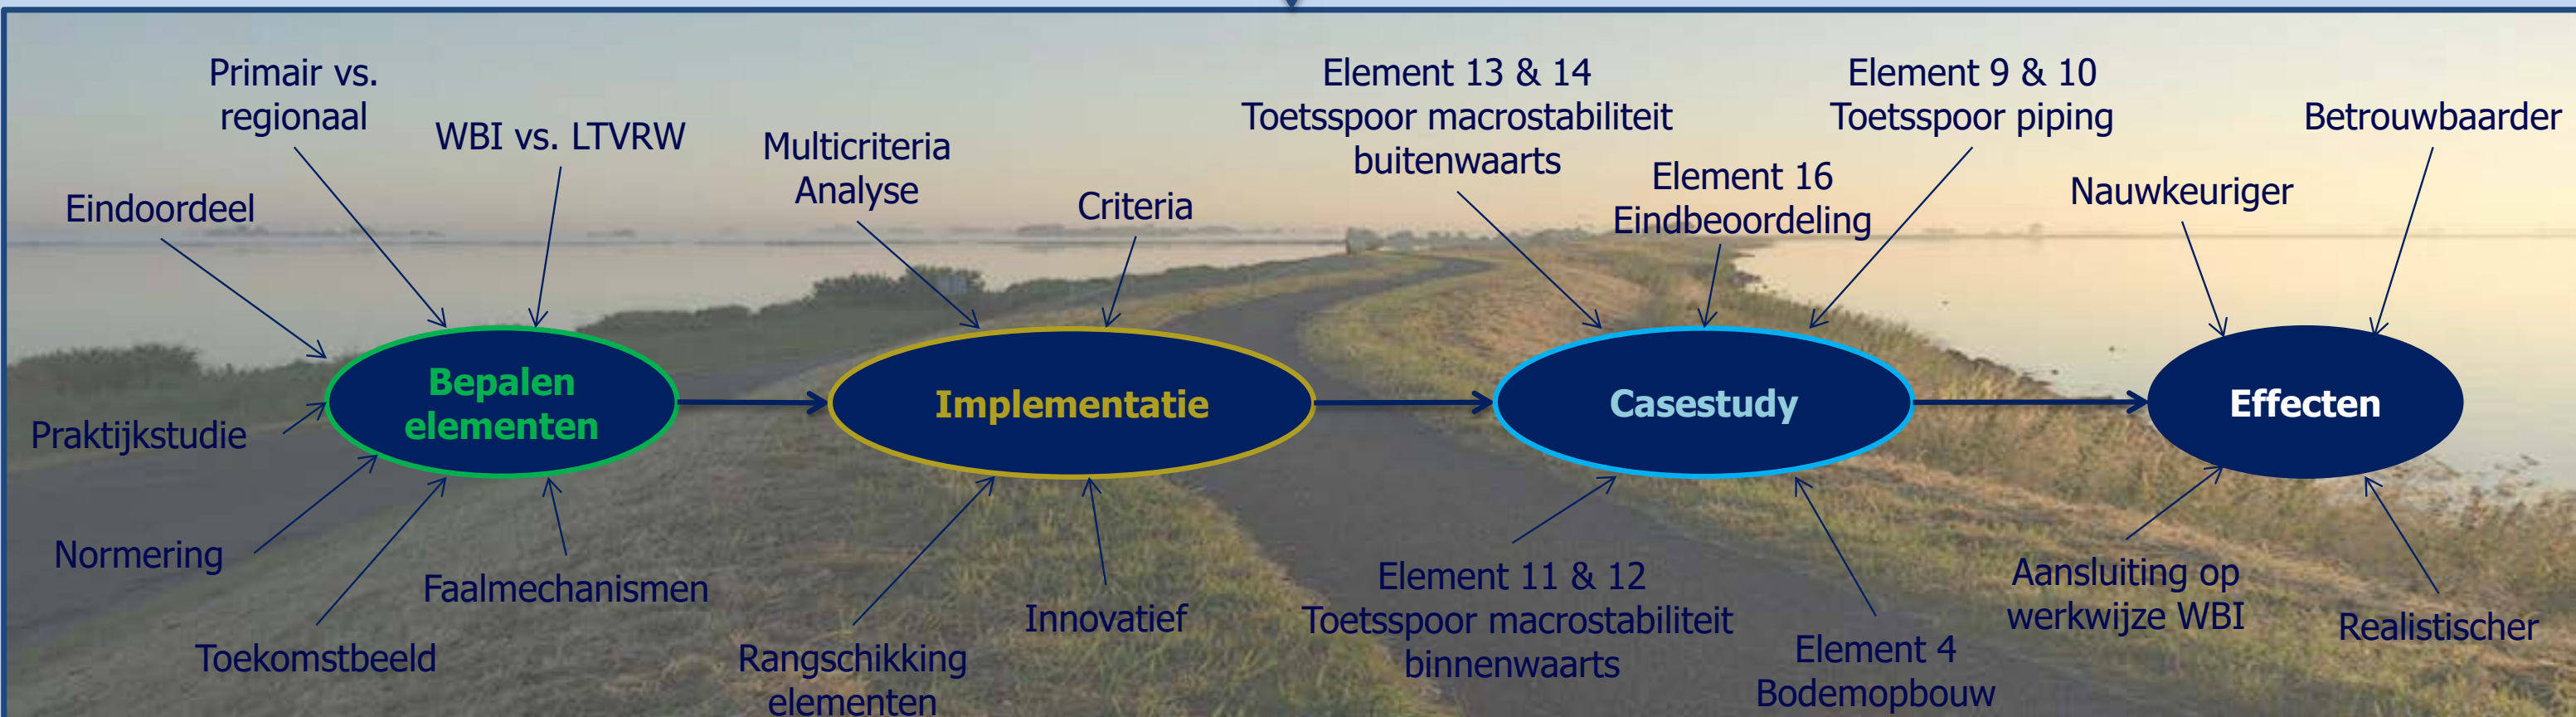 Primair vs.
regionaal
WBI vs. LTVRW
Eindoordeel
Praktijkstudie
Normering
Toekomstbeeld
Faalmechanismen
Bepalen
elementen
Multicriteria
Analyse
Criteria
Implementatie
Rangschikking
elementen
Innovatief
Element 13 & 14
Toetsspoor macrostabiliteit
buitenwaarts
Element 16
Eindbeoordeling
Element 9 & 10
Toetsspoor piping
Casestudy
Element 11 & 12
Toetsspoor macrostabiliteit
binnenwaarts
Element 4
Bodemopbouw
Nauwkeuriger
Betrouwbaarder
Effecten
Aansluiting op
werkwijze WBI
Realistischer